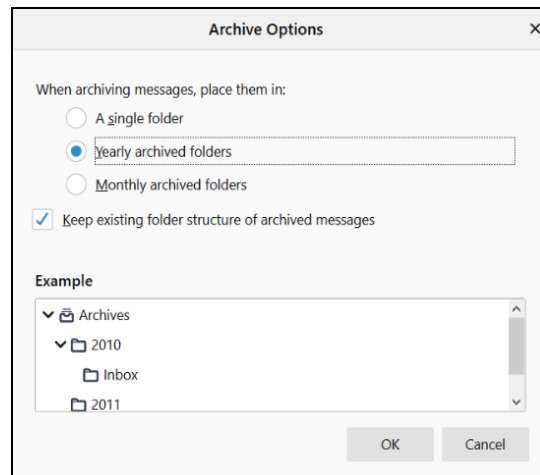 Archive Options
When archiving messages, place them in:
A single folder
Yearly archived folders
Monthly archived folders
Keep existing folder structure of archived messages
Example
Archives
2010
Inbox
2011
OK Cancel